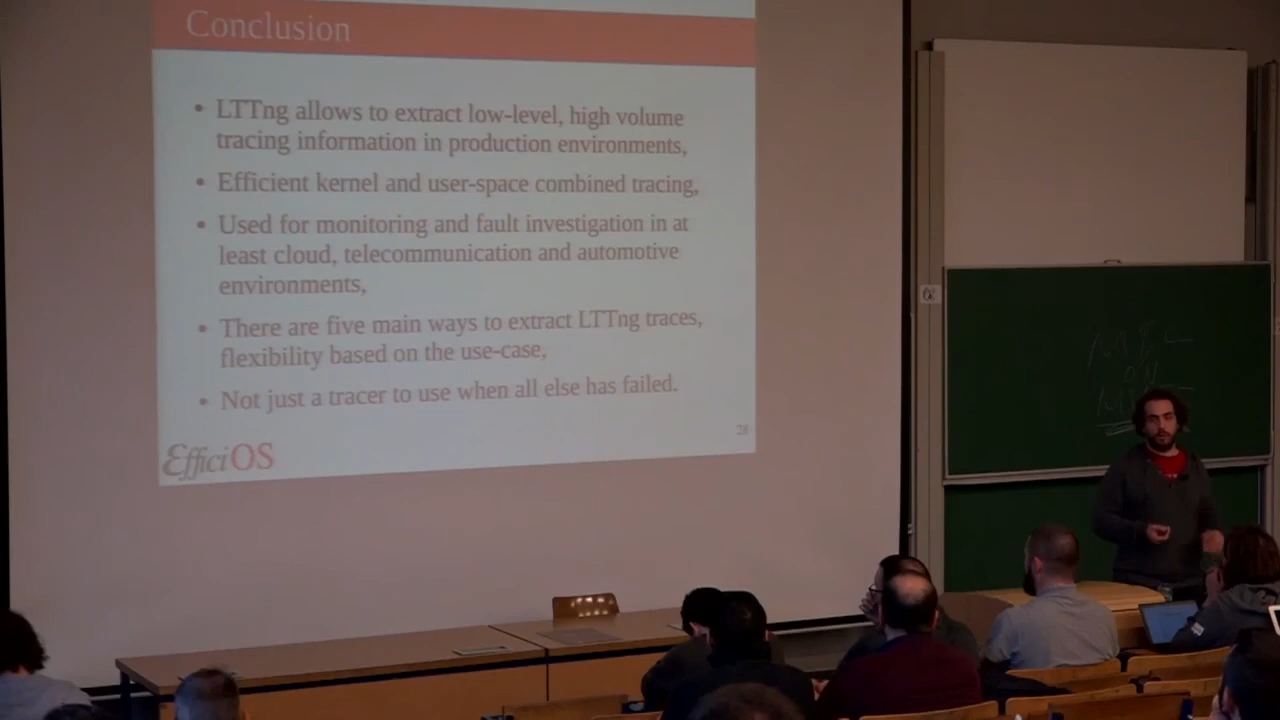 Conclusion
• LTTng allows to extract low-level, high volume
tracing information in production environments,
• Efficient kernel and user-space combined tracing,
• Used for monitoring and fault investigation in at
least cloud, telecommunication and automotive
environments,
• There are five main ways to extract LTTng traces,
flexibility based on the use-case,
• Not just a tracer to use when all else has failed.
28
EfficiOS
α